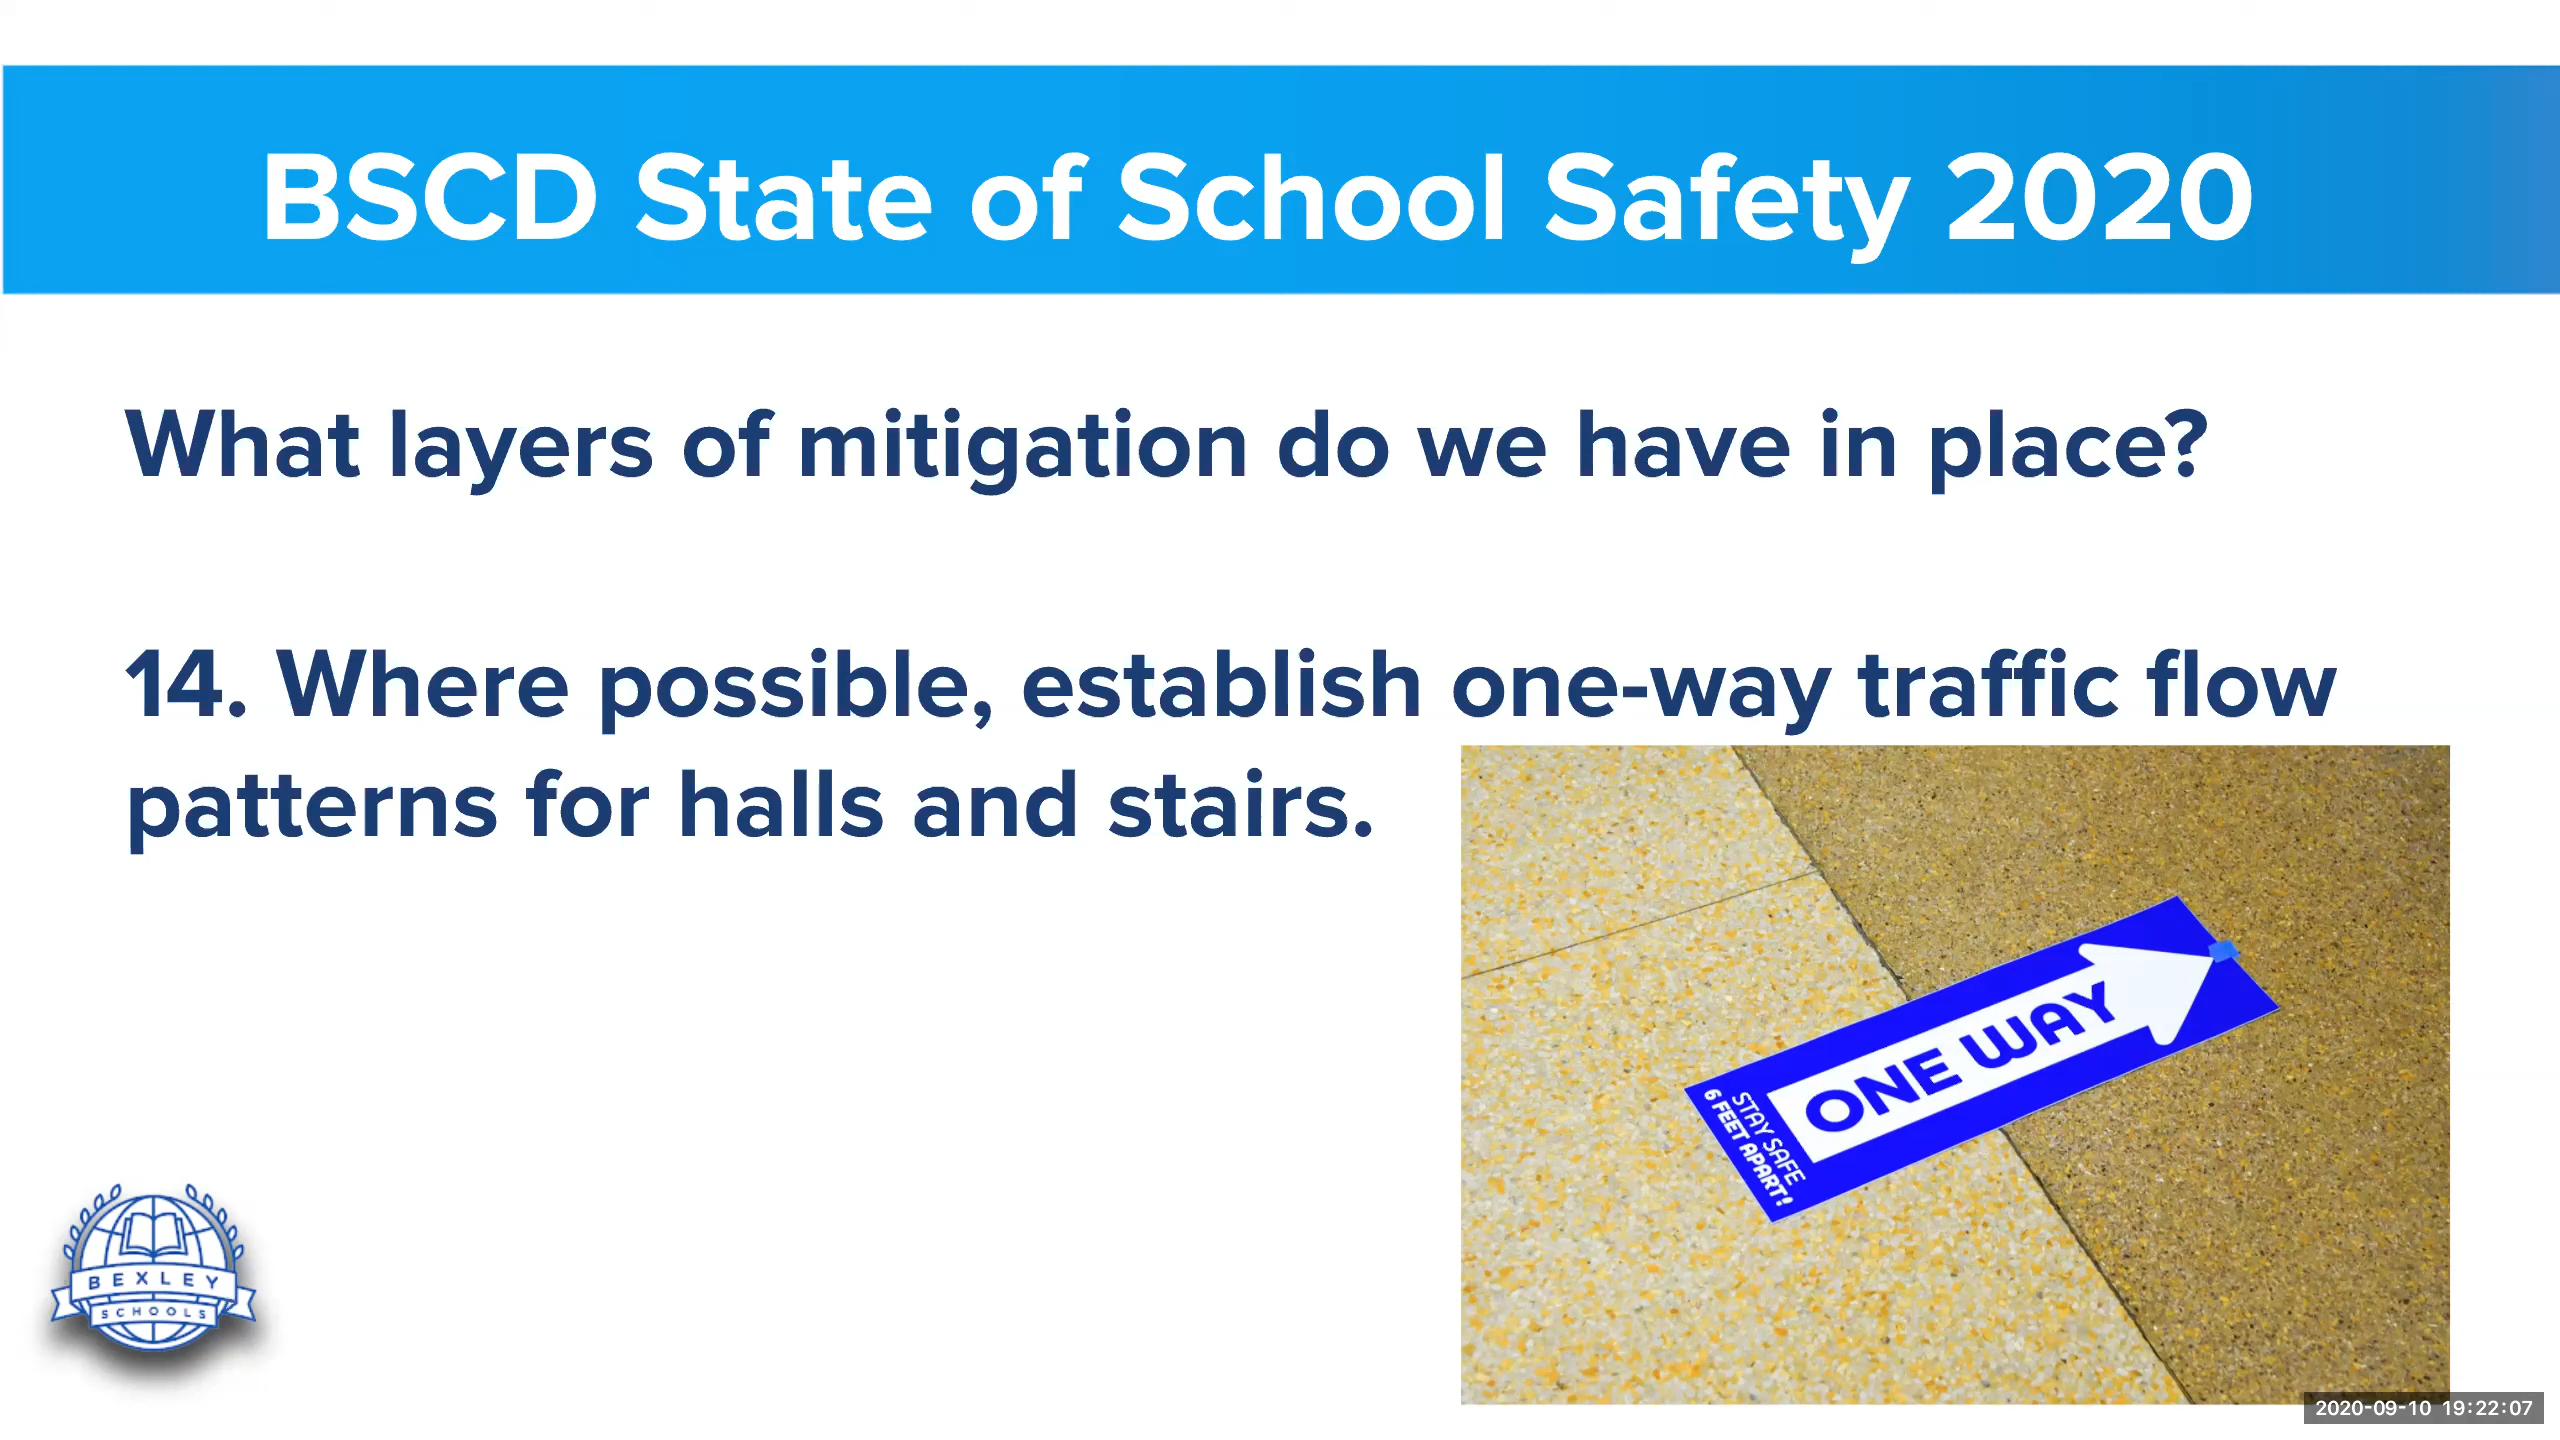 BSCD State of School Safety 2020
What layers of mitigation do we have in place?
14. Where possible, establish one-way traffic flow
patterns for halls and stairs.
ONE WAY
STAY SAFE
6 FEET APART!
BEXLEY
SCHOOLS
2020-09-10 19:22:07